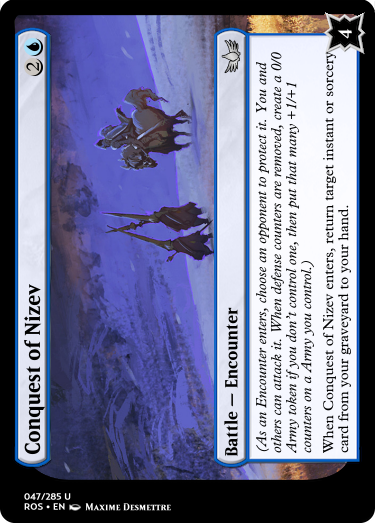 Conquest of Nizev
2
Battle — Encounter
(As an Encounter enters, choose an opponent to protect it. You and
others can attack it. When defense counters are removed, create a 0/0
Army token if you don't control one, then put that many +1/+1
counters on a Army you control.)
When Conquest of Nizev enters, return target instant or sorcery
card from your graveyard to your hand.
4
047/285 U
ROS • EN Maxime Desmettre